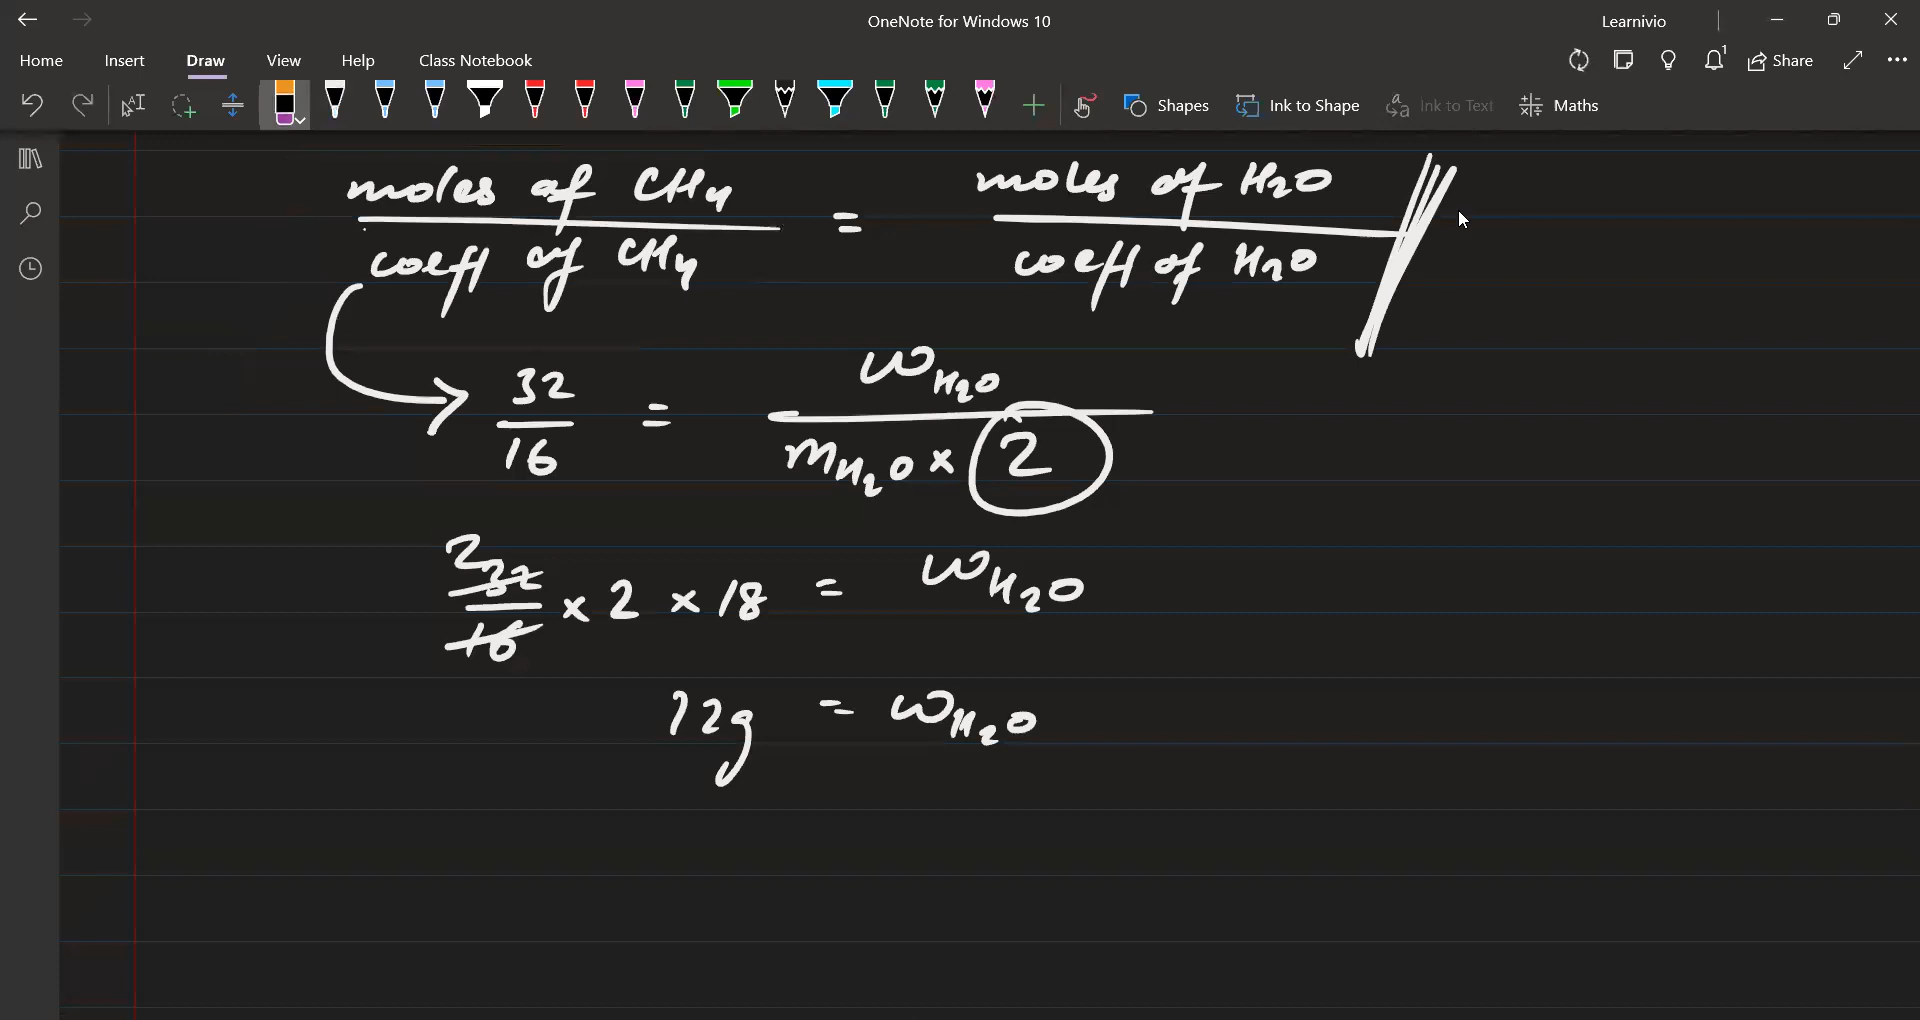 OneNote for Windows 10
Learnivio
Home Insert Draw View Help Class Notebook
1
Share
Shapes Ink to Shape Ink to Text Maths
moles of CH4 / coeff of CH4 = moles of H2O / coeff of H2O
32 / 16 = WH2O / mH2O × 2
2 32 / 16 × 2 × 18 = WH2O
72g = WH2O